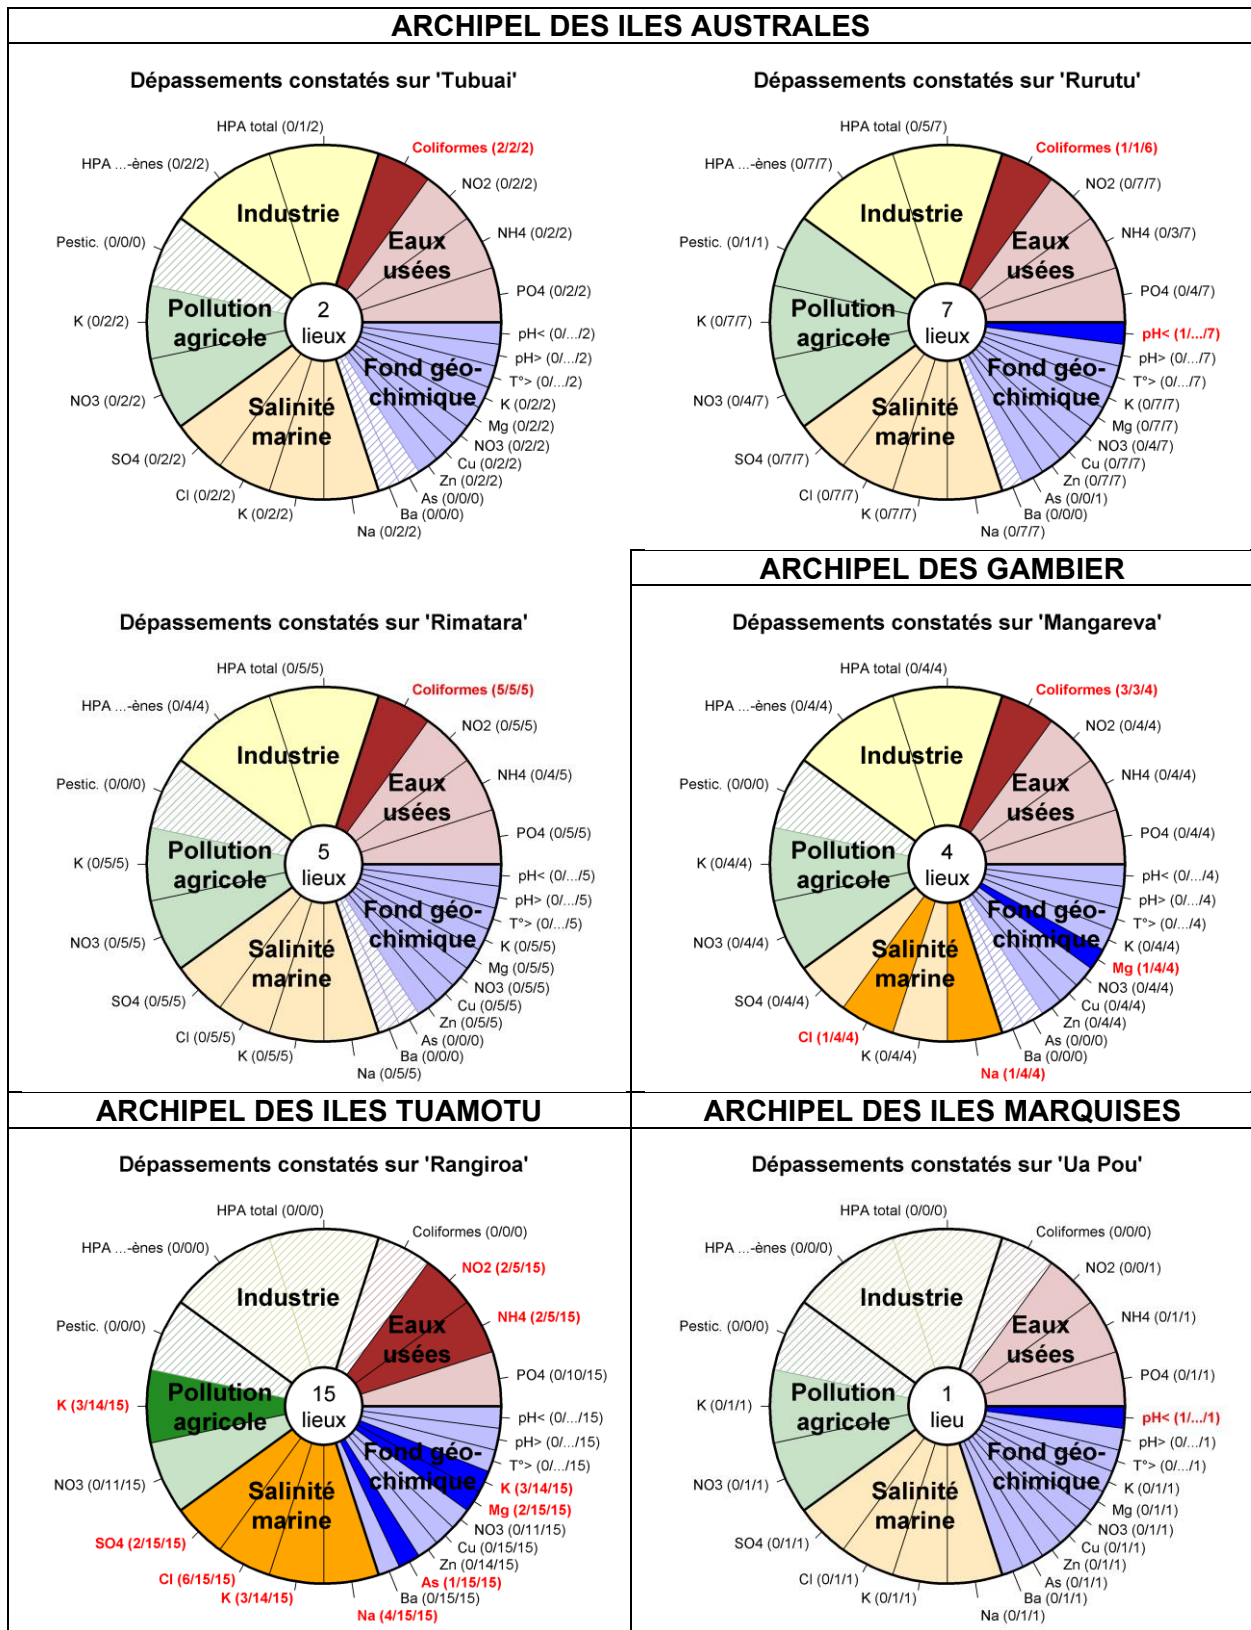 ARCHIPEL DES ILES AUSTRALES
Dépassements constatés sur 'Tubuai'
HPA total (0/1/2)
Coliformes (2/2/2)
HPA ...-ènes (0/2/2)
NO2 (0/2/2)
Industrie
NH4 (0/2/2)
Eaux
usées
Pestic. (0/0/0)
PO4 (0/2/2)
2
lieux
Pollution
agricole
K (0/2/2)
pH< (0/.../2)
pH> (0/.../2)
T°> (0/.../2)
Fond géo-
chimique
K (0/2/2)
Mg (0/2/2)
NO3 (0/2/2)
NO3 (0/2/2)
Salinité
marine
Cu (0/2/2)
Zn (0/2/2)
SO4 (0/2/2)
As (0/0/0)
Cl (0/2/2)
Ba (0/0/0)
K (0/2/2)
Na (0/2/2)
Dépassements constatés sur 'Rurutu'
HPA total (0/5/7)
Coliformes (1/1/6)
HPA ...-ènes (0/7/7)
NO2 (0/7/7)
Industrie
NH4 (0/3/7)
Eaux
usées
Pestic. (0/1/1)
PO4 (0/4/7)
7
lieux
Pollution
agricole
K (0/7/7)
pH< (1/.../7)
pH> (0/.../7)
T°> (0/.../7)
Fond géo-
chimique
K (0/7/7)
Mg (0/7/7)
NO3 (0/4/7)
NO3 (0/4/7)
Salinité
marine
Cu (0/7/7)
Zn (0/7/7)
SO4 (0/7/7)
As (0/0/1)
Cl (0/7/7)
Ba (0/0/0)
K (0/7/7)
Na (0/7/7)
Dépassements constatés sur 'Rimatara'
HPA total (0/5/5)
Coliformes (5/5/5)
HPA ...-ènes (0/4/4)
NO2 (0/5/5)
Industrie
NH4 (0/4/5)
Eaux
usées
Pestic. (0/0/0)
PO4 (0/5/5)
5
lieux
Pollution
agricole
K (0/5/5)
pH< (0/.../5)
pH> (0/.../5)
T°> (0/.../5)
Fond géo-
chimique
K (0/5/5)
Mg (0/5/5)
NO3 (0/5/5)
NO3 (0/5/5)
Salinité
marine
Cu (0/5/5)
Zn (0/5/5)
SO4 (0/5/5)
As (0/0/0)
Cl (0/5/5)
Ba (0/0/0)
K (0/5/5)
Na (0/5/5)
ARCHIPEL DES GAMBIER
Dépassements constatés sur 'Mangareva'
HPA total (0/4/4)
Coliformes (3/3/4)
HPA ...-ènes (0/4/4)
NO2 (0/4/4)
Industrie
NH4 (0/4/4)
Eaux
usées
Pestic. (0/0/0)
PO4 (0/4/4)
4
lieux
Pollution
agricole
K (0/4/4)
pH< (0/.../4)
pH> (0/.../4)
T°> (0/.../4)
Fond géo-
chimique
K (0/4/4)
Mg (1/4/4)
NO3 (0/4/4)
NO3 (0/4/4)
Salinité
marine
Cu (0/4/4)
Zn (0/4/4)
SO4 (0/4/4)
As (0/0/0)
Cl (1/4/4)
Ba (0/0/0)
K (0/4/4)
Na (1/4/4)
ARCHIPEL DES ILES TUAMOTU
Dépassements constatés sur 'Rangiroa'
HPA total (0/0/0)
Coliformes (0/0/0)
HPA ...-ènes (0/0/0)
NO2 (2/5/15)
Industrie
NH4 (2/5/15)
Eaux
usées
Pestic. (0/0/0)
PO4 (0/10/15)
15
lieux
Pollution
agricole
K (3/14/15)
pH< (0/.../15)
pH> (0/.../15)
T°> (0/.../15)
Fond géo-
chimique
K (3/14/15)
Mg (2/15/15)
NO3 (0/11/15)
NO3 (0/11/15)
Salinité
marine
Cu (0/15/15)
Zn (0/14/15)
SO4 (2/15/15)
As (1/15/15)
Cl (6/15/15)
Ba (0/15/15)
K (3/14/15)
Na (4/15/15)
ARCHIPEL DES ILES MARQUISES
Dépassements constatés sur 'Ua Pou'
HPA total (0/0/0)
Coliformes (0/0/0)
HPA ...-ènes (0/0/0)
NO2 (0/0/1)
Industrie
NH4 (0/1/1)
Eaux
usées
Pestic. (0/0/0)
PO4 (0/1/1)
1
lieu
Pollution
agricole
K (0/1/1)
pH< (1/.../1)
pH> (0/.../1)
T°> (0/.../1)
Fond géo-
chimique
K (0/1/1)
Mg (0/1/1)
NO3 (0/1/1)
NO3 (0/1/1)
Salinité
marine
Cu (0/1/1)
Zn (0/1/1)
SO4 (0/1/1)
As (0/1/1)
Cl (0/1/1)
Ba (0/1/1)
K (0/1/1)
Na (0/1/1)